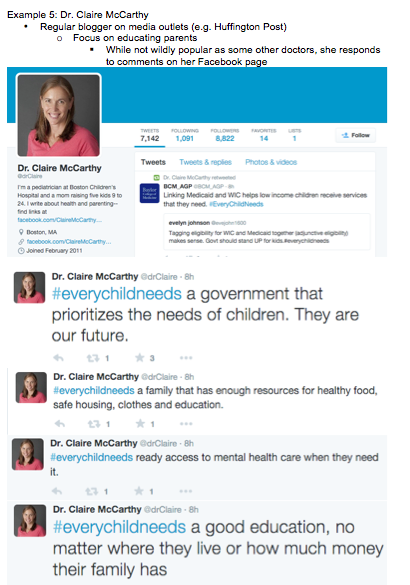 Example 5: Dr. Claire McCarthy
• Regular blogger on media outlets (e.g. Huffington Post)
o Focus on educating parents
▪ While not wildly popular as some other doctors, she responds
to comments on her Facebook page
TWEETS FOLLOWING FOLLOWERS FAVORITES LISTS
7,142 1,091 8,822 14 1
Follow
Dr. Claire McCarthy
@drClaire
I'm a pediatrician at Boston Children's
Hospital and a mom raising five kids 9 to
24. I write about health and parenting--
find links at
facebook.com/ClaireMcCarthy...
Boston, MA
facebook.com/ClaireMcCarthy...
Joined February 2011
Tweets Tweets & replies Photos & videos
Dr. Claire McCarthy retweeted
BCM_AGP @BCM_AGP · 8h
Linking Medicaid and WIC helps low income children receive services
that they need. #EveryChildNeeds
evelyn johnson
Tagging eligibility for WIC and Medicaid together (adjunctive eligibility)
makes sense. Govt should stand UP for kids.#everychildneeds
Dr. Claire McCarthy @drClaire · 8h
#everychildneeds a government that
prioritizes the needs of children. They are
our future.
1 3
Dr. Claire McCarthy @drClaire · 8h
#everychildneeds a family that has enough resources for healthy food,
safe housing, clothes and education.
1 1
Dr. Claire McCarthy @drClaire · 8h
#everychildneeds ready access to mental health care when they need
it.
1 1
Dr. Claire McCarthy @drClaire · 8h
#everychildneeds a good education, no
matter where they live or how much money
their family has